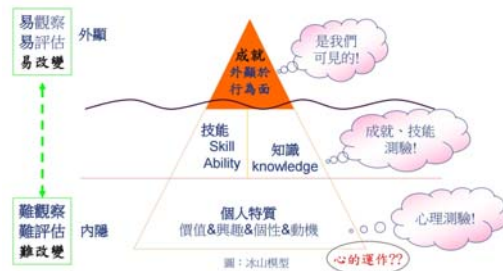 易觀察
易評估
易改變
外顯
成就
外顯於
行為面
是我們
可見的!
技能
Skill
Ability
知識
knowledge
成就、技能
測驗!
難觀察
難評估
難改變
內隱
個人特質
價值&興趣&個性&動機
心理測驗!
心的運作??
圖：冰山模型